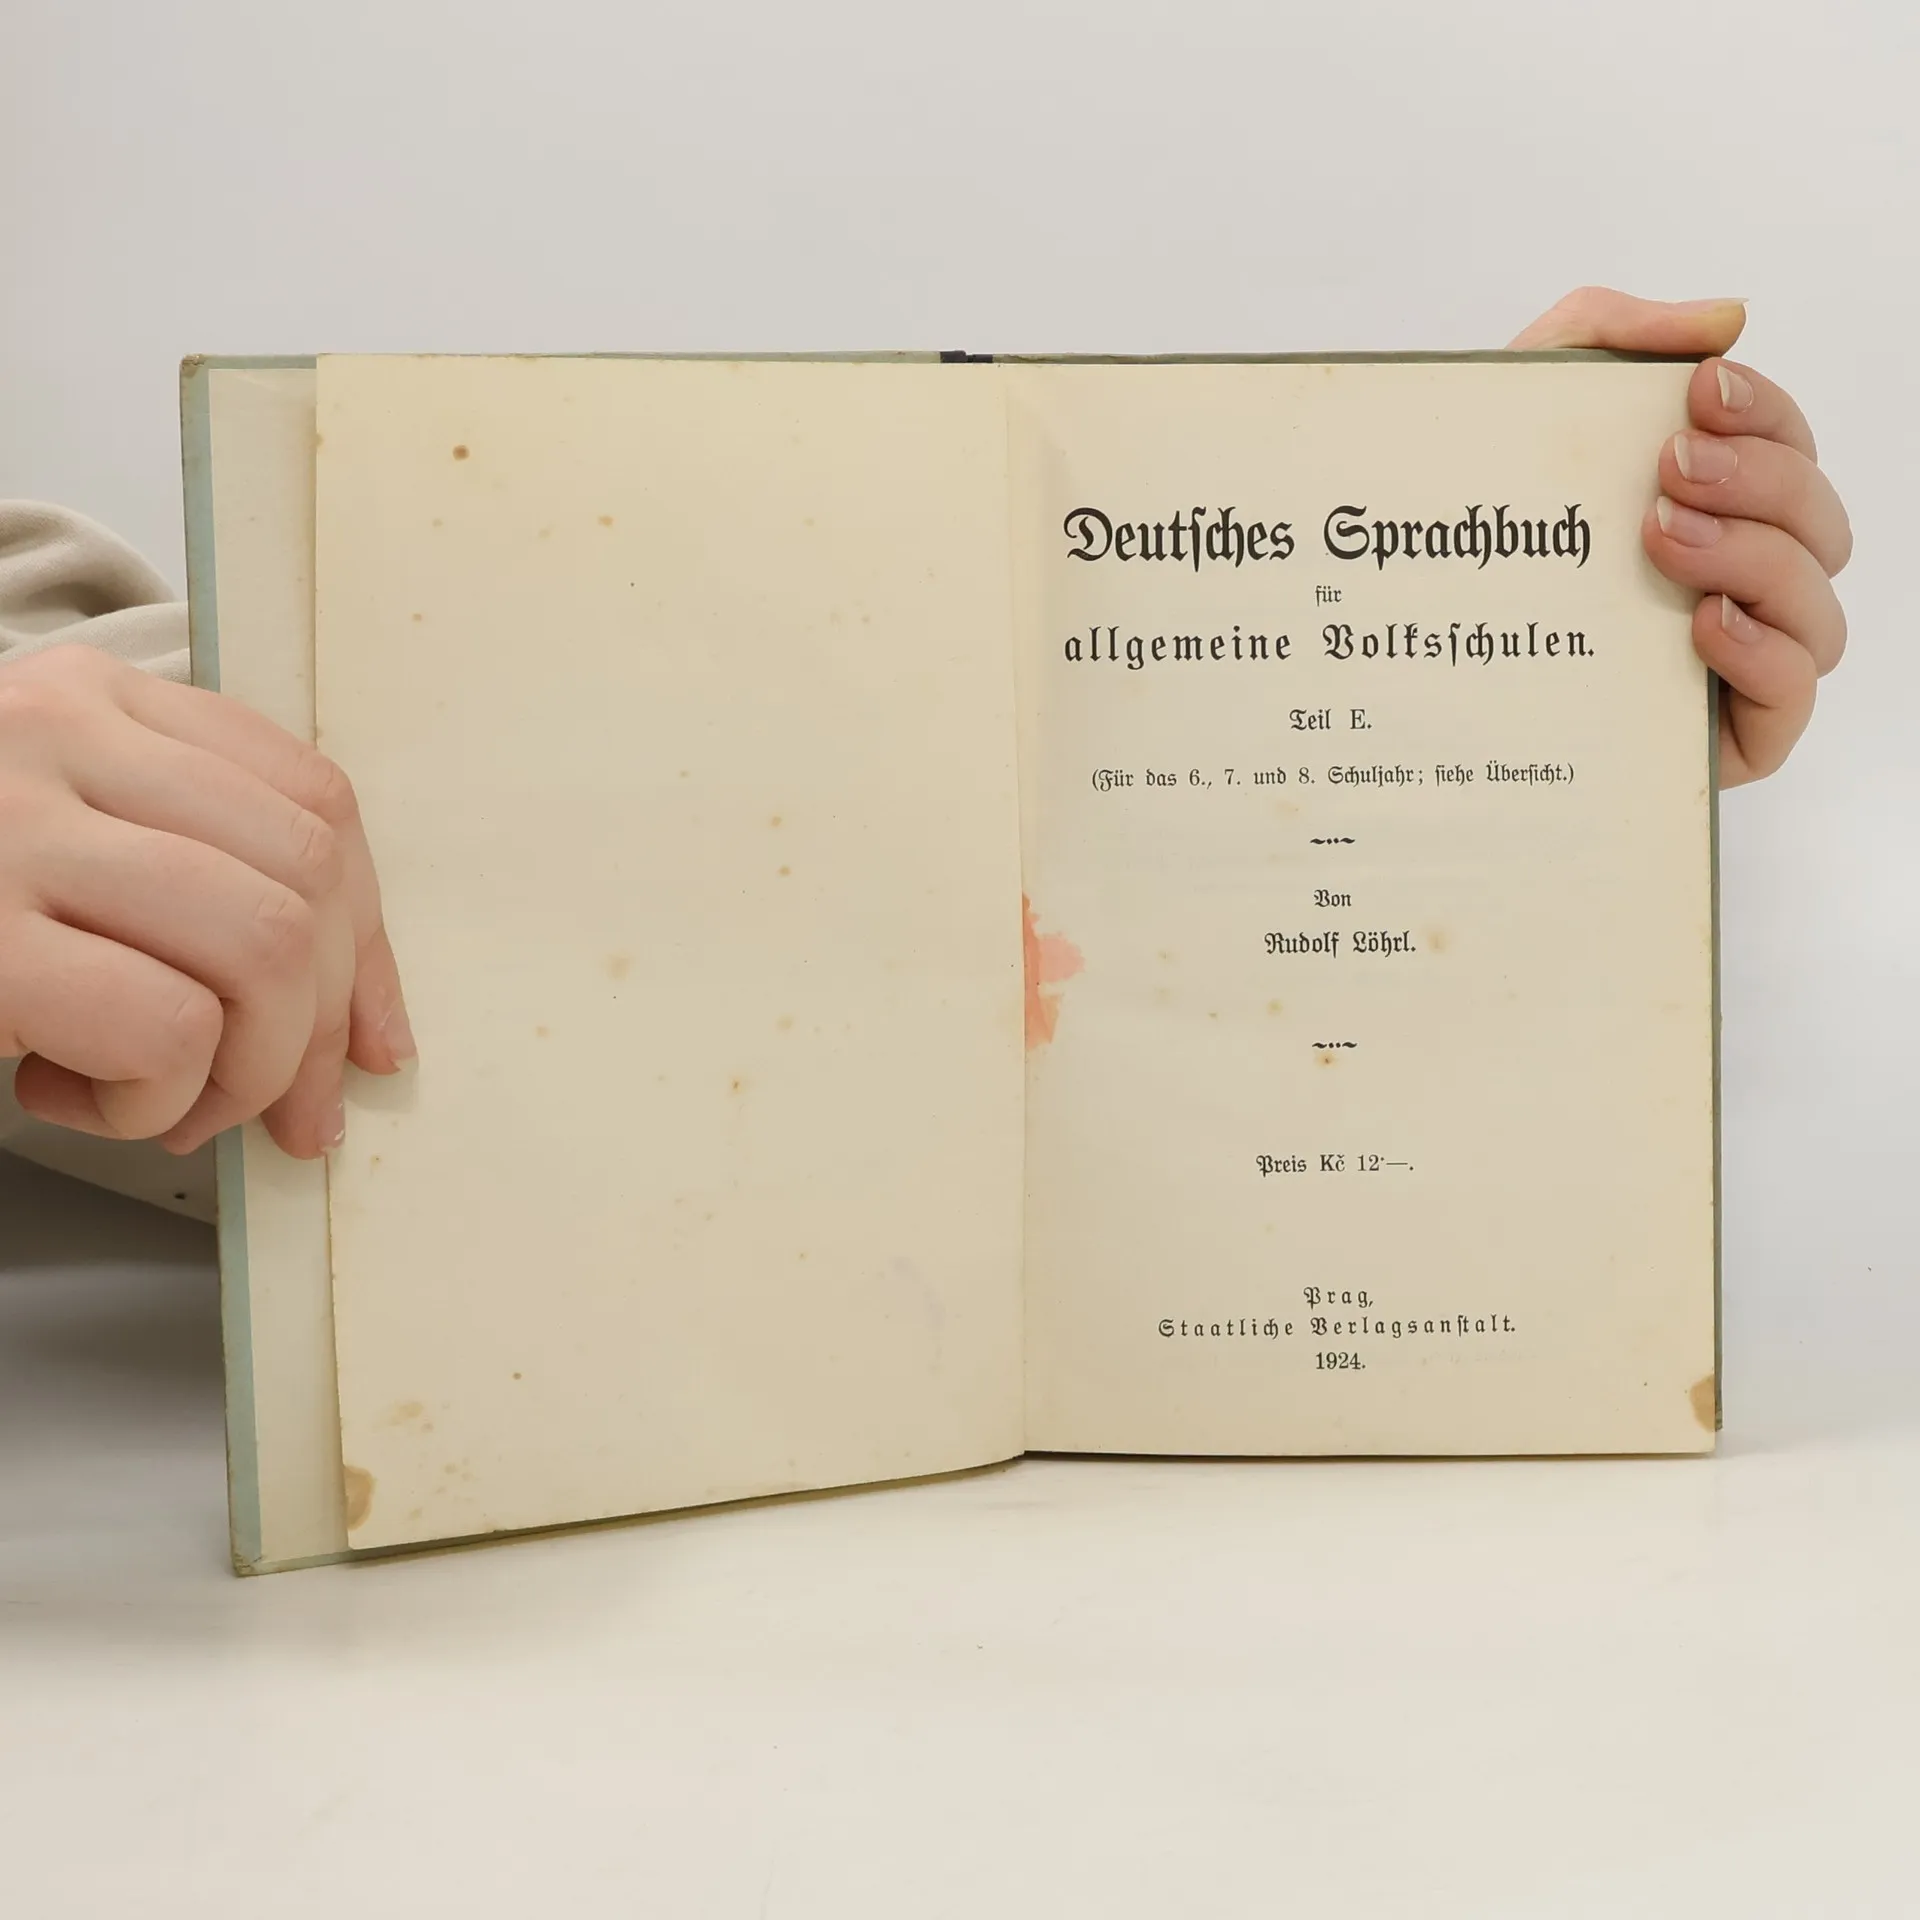 Deutſches Sprachbuch
für
allgemeine Volksſchulen.
Teil E.
(Für das 6., 7. und 8. Schuljahr; ſiehe Überſicht.)
Von
Rudolf Löhrl.
Preis Kč 12·—.
Prag,
Staatliche Verlagsanſtalt.
1924.